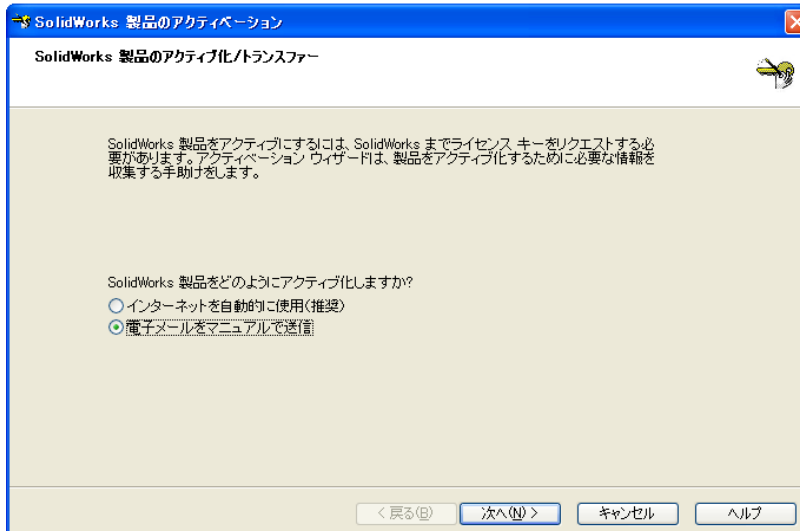 SolidWorks 製品のアクティベーション
SolidWorks 製品のアクティブ化/トランスファー
SolidWorks 製品をアクティブにするには、SolidWorks までライセンス キーをリクエストする必
要があります。アクティベーション ウィザードは、製品をアクティブ化するために必要な情報を
収集する手助けをします。
SolidWorks 製品をどのようにアクティブ化しますか?
インターネットを自動的に使用(推奨)
電子メールをマニュアルで送信
< 戻る(B) 次へ(N) > キャンセル ヘルプ